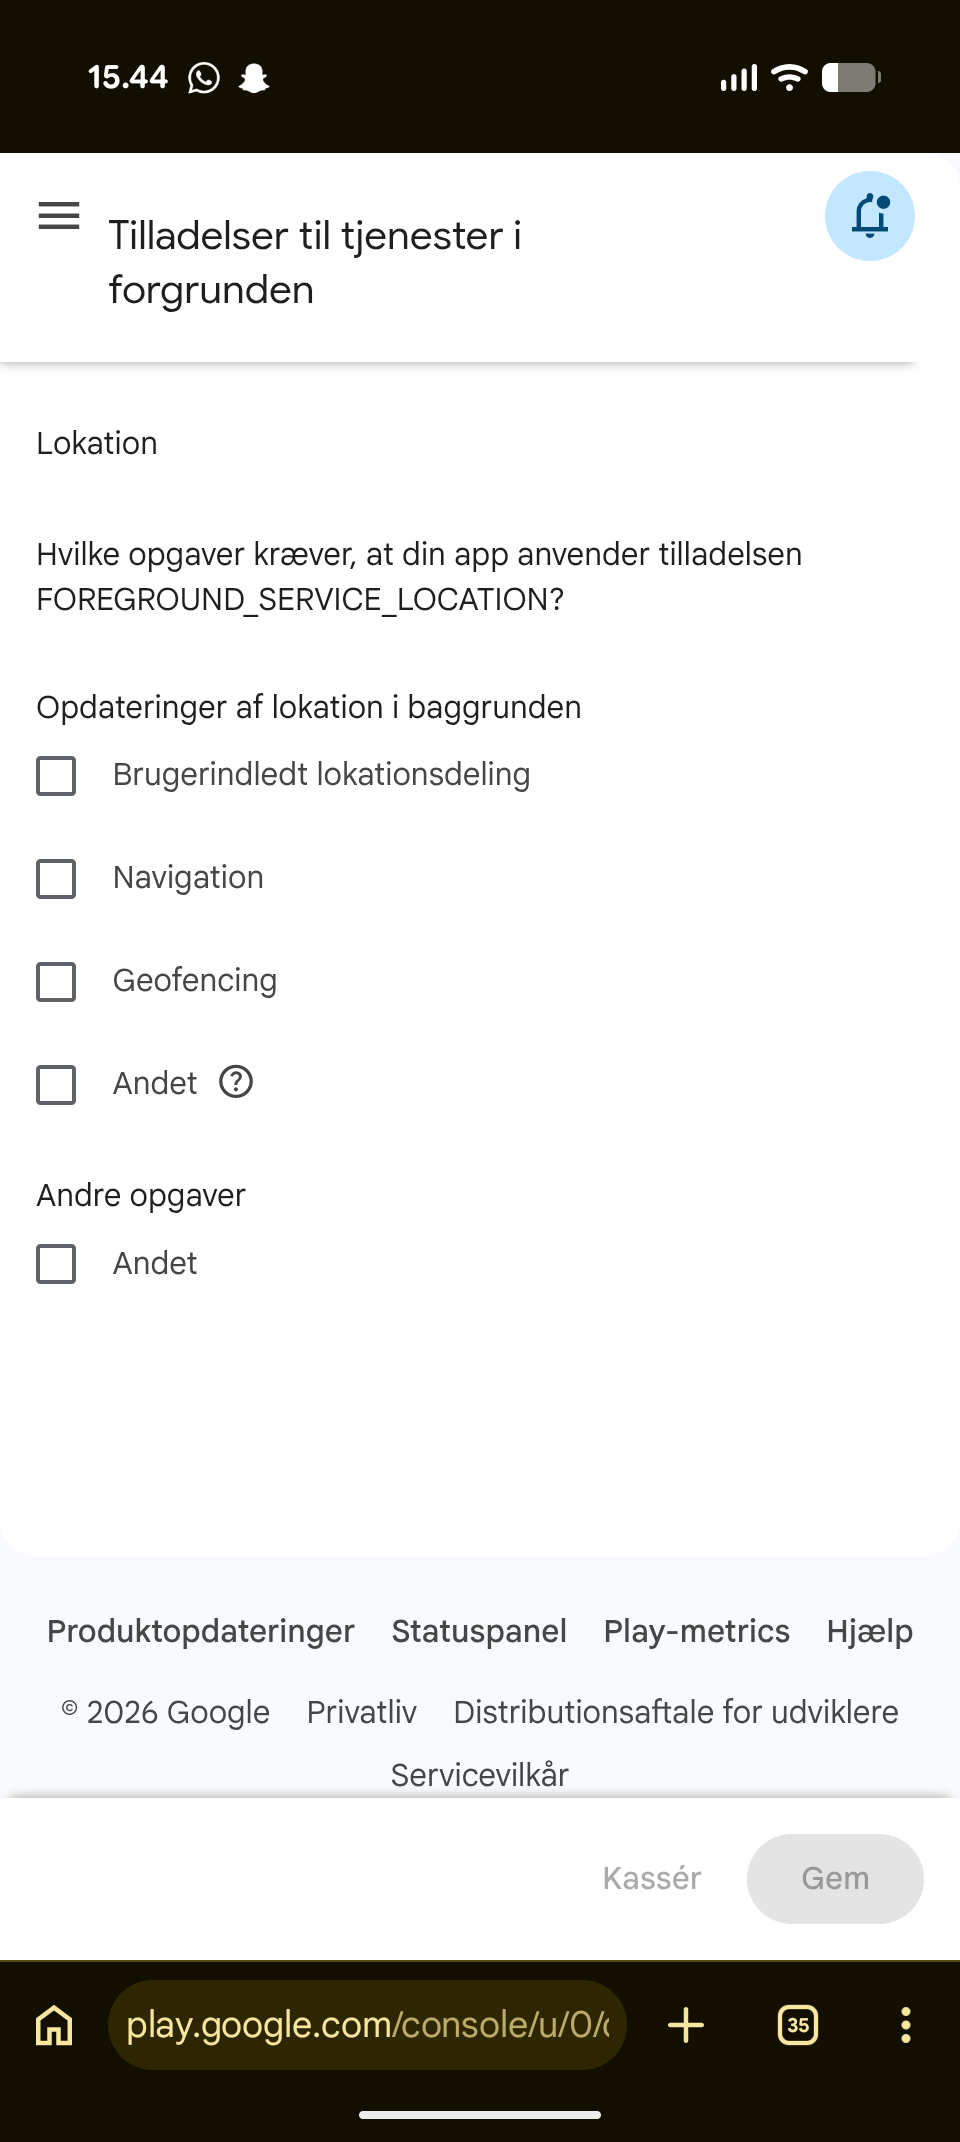 15.44
Tilladelser til tjenester i
forgrunden
Lokation
Hvilke opgaver kræver, at din app anvender tilladelsen
FOREGROUND_SERVICE_LOCATION?
Opdateringer af lokation i baggrunden
Brugerindledt lokationsdeling
Navigation
Geofencing
Andet ?
Andre opgaver
Andet
Produktopdateringer Statuspanel Play-metrics Hjælp
© 2026 Google Privatliv Distributionsaftale for udviklere
Servicevilkår
Kassér Gem
play.google.com/console/u/0/ 35